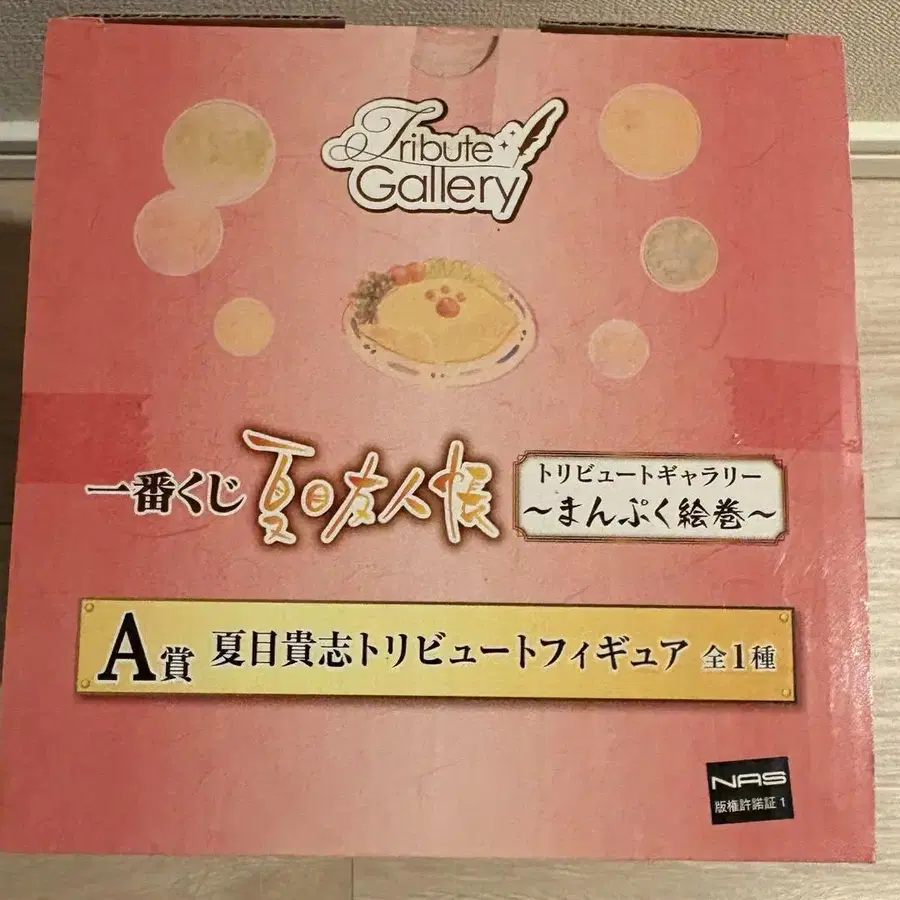 Tribute
Gallery
一番くじ 夏目友人帳
トリビュートギャラリー
～まんぷく絵巻～
A賞 夏目貴志トリビュートフィギュア 全1種
NAS
版権許諾証 1